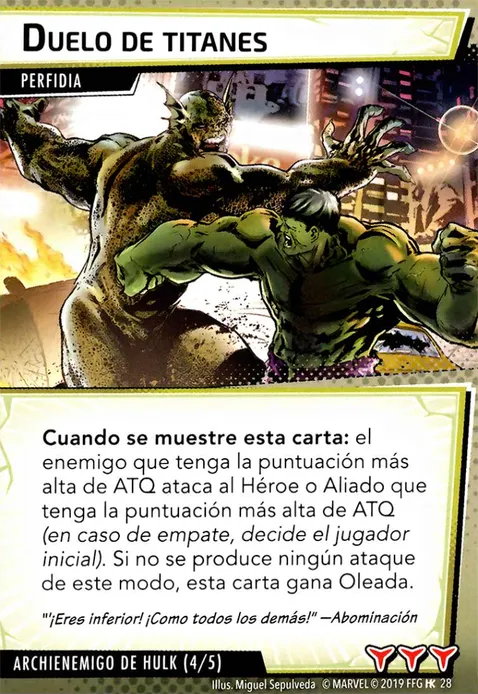 DUELO DE TITANES
PERFIDIA
Cuando se muestre esta carta: el
enemigo que tenga la puntuación más
alta de ATQ ataca al Héroe o Aliado que
tenga la puntuación más alta de ATQ
(en caso de empate, decide el jugador
inicial). Si no se produce ningún ataque
de este modo, esta carta gana Oleada.
"'¡Eres inferior! ¡Como todos los demás!" —Abominación
ARCHIENEMIGO DE HULK (4/5)
Illus. Miguel Sepulveda © MARVEL © 2019 FFG HK 28